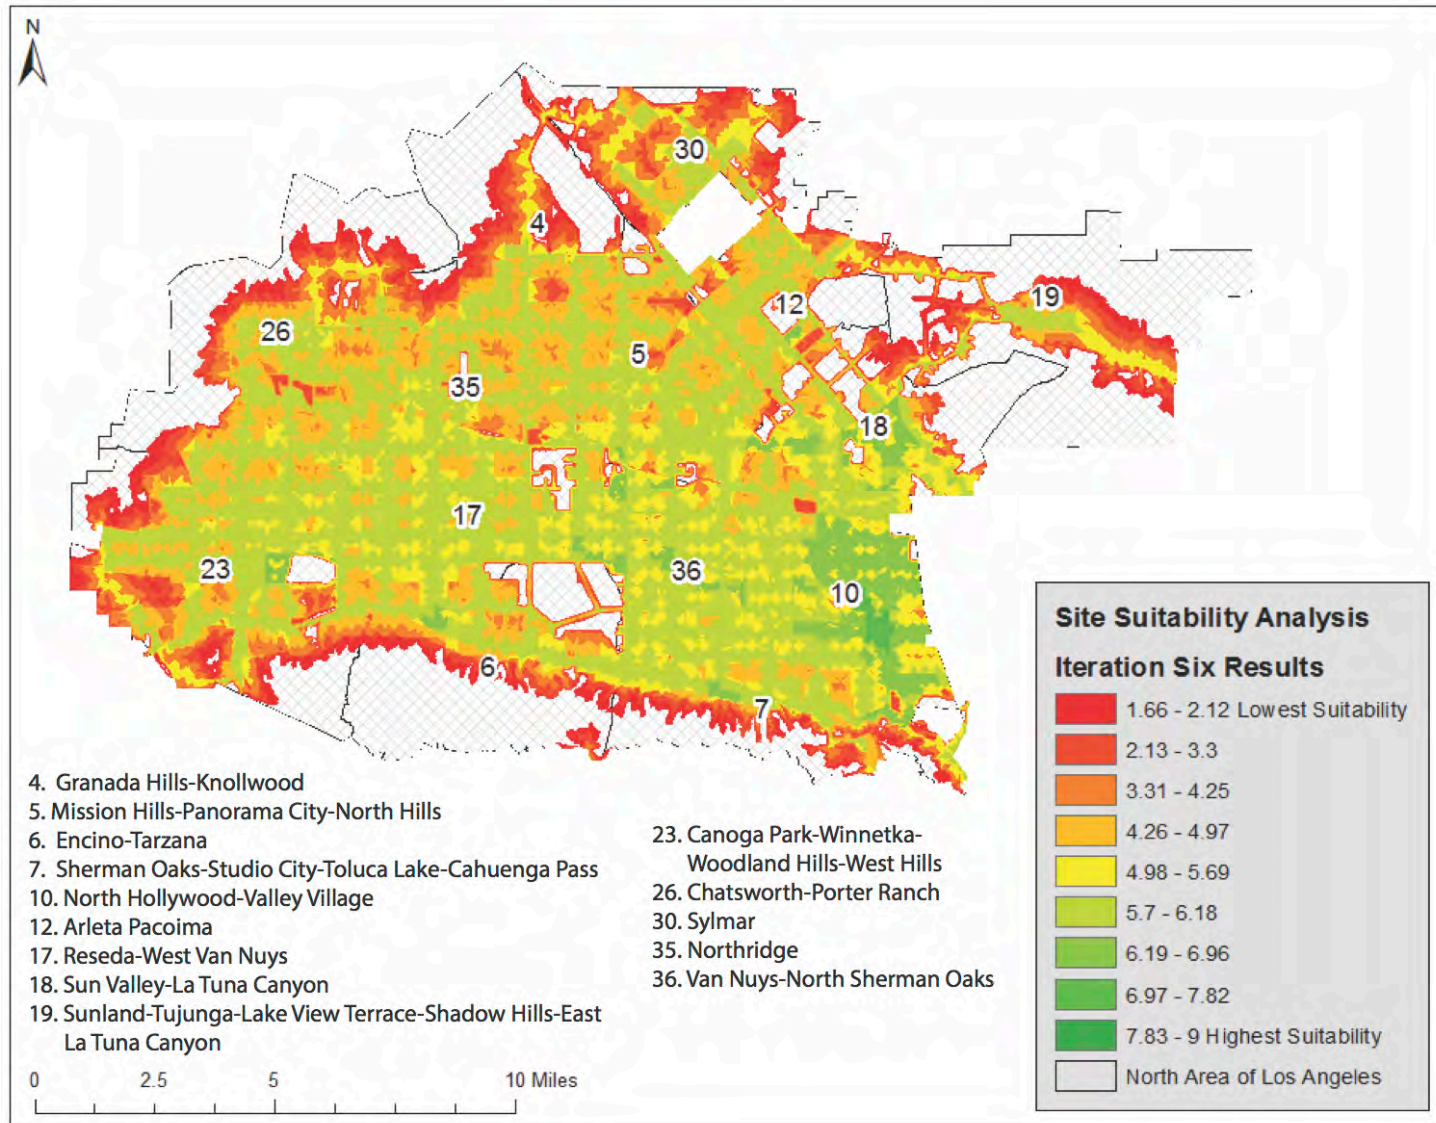 N
30
4
12
19
26
5
35
18
17
23
36
10
6
7
4. Granada Hills-Knollwood
5. Mission Hills-Panorama City-North Hills
6. Encino-Tarzana
7. Sherman Oaks-Studio City-Toluca Lake-Cahuenga Pass
10. North Hollywood-Valley Village
12. Arleta Pacoima
17. Reseda-West Van Nuys
18. Sun Valley-La Tuna Canyon
19. Sunland-Tujunga-Lake View Terrace-Shadow Hills-East
La Tuna Canyon
23. Canoga Park-Winnetka-
Woodland Hills-West Hills
26. Chatsworth-Porter Ranch
30. Sylmar
35. Northridge
36. Van Nuys-North Sherman Oaks
0 2.5 5 10 Miles
Site Suitability Analysis
Iteration Six Results
1.66 - 2.12 Lowest Suitability
2.13 - 3.3
3.31 - 4.25
4.26 - 4.97
4.98 - 5.69
5.7 - 6.18
6.19 - 6.96
6.97 - 7.82
7.83 - 9 Highest Suitability
North Area of Los Angeles